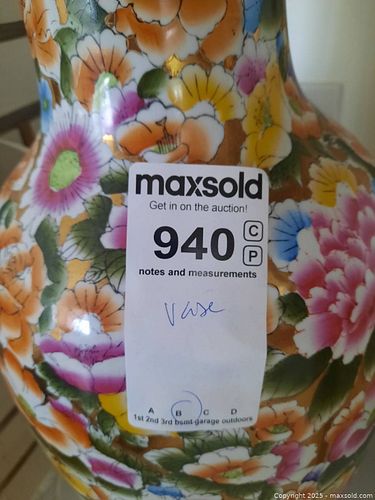 maxsold
Get in on the auction!
940 C
P
notes and measurements
vase
A B C D
1st 2nd 3rd bsmt garage outdoors
Copyright 2025 - maxsold.com